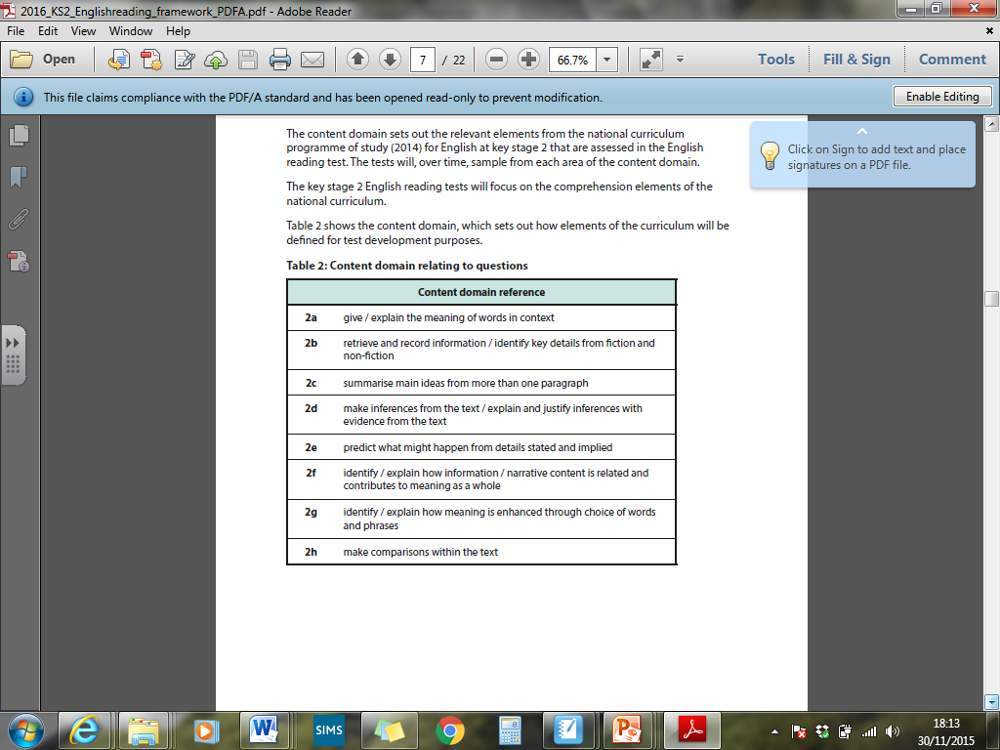 2016_KS2_Englishreading_framework_PDFA.pdf - Adobe Reader
File Edit View Window Help
Open 7 / 22 66.7% Tools Fill & Sign Comment
This file claims compliance with the PDF/A standard and has been opened read-only to prevent modification. Enable Editing
Click on Sign to add text and place
signatures on a PDF file.
The content domain sets out the relevant elements from the national curriculum
programme of study (2014) for English at key stage 2 that are assessed in the English
reading test. The tests will, over time, sample from each area of the content domain.
The key stage 2 English reading tests will focus on the comprehension elements of the
national curriculum.
Table 2 shows the content domain, which sets out how elements of the curriculum will be
defined for test development purposes.
Table 2: Content domain relating to questions
Content domain reference
2a give / explain the meaning of words in context
2b retrieve and record information / identify key details from fiction and
non-fiction
2c summarise main ideas from more than one paragraph
2d make inferences from the text / explain and justify inferences with
evidence from the text
2e predict what might happen from details stated and implied
2f identify / explain how information / narrative content is related and
contributes to meaning as a whole
2g identify / explain how meaning is enhanced through choice of words
and phrases
2h make comparisons within the text
SIMS
18:13
30/11/2015